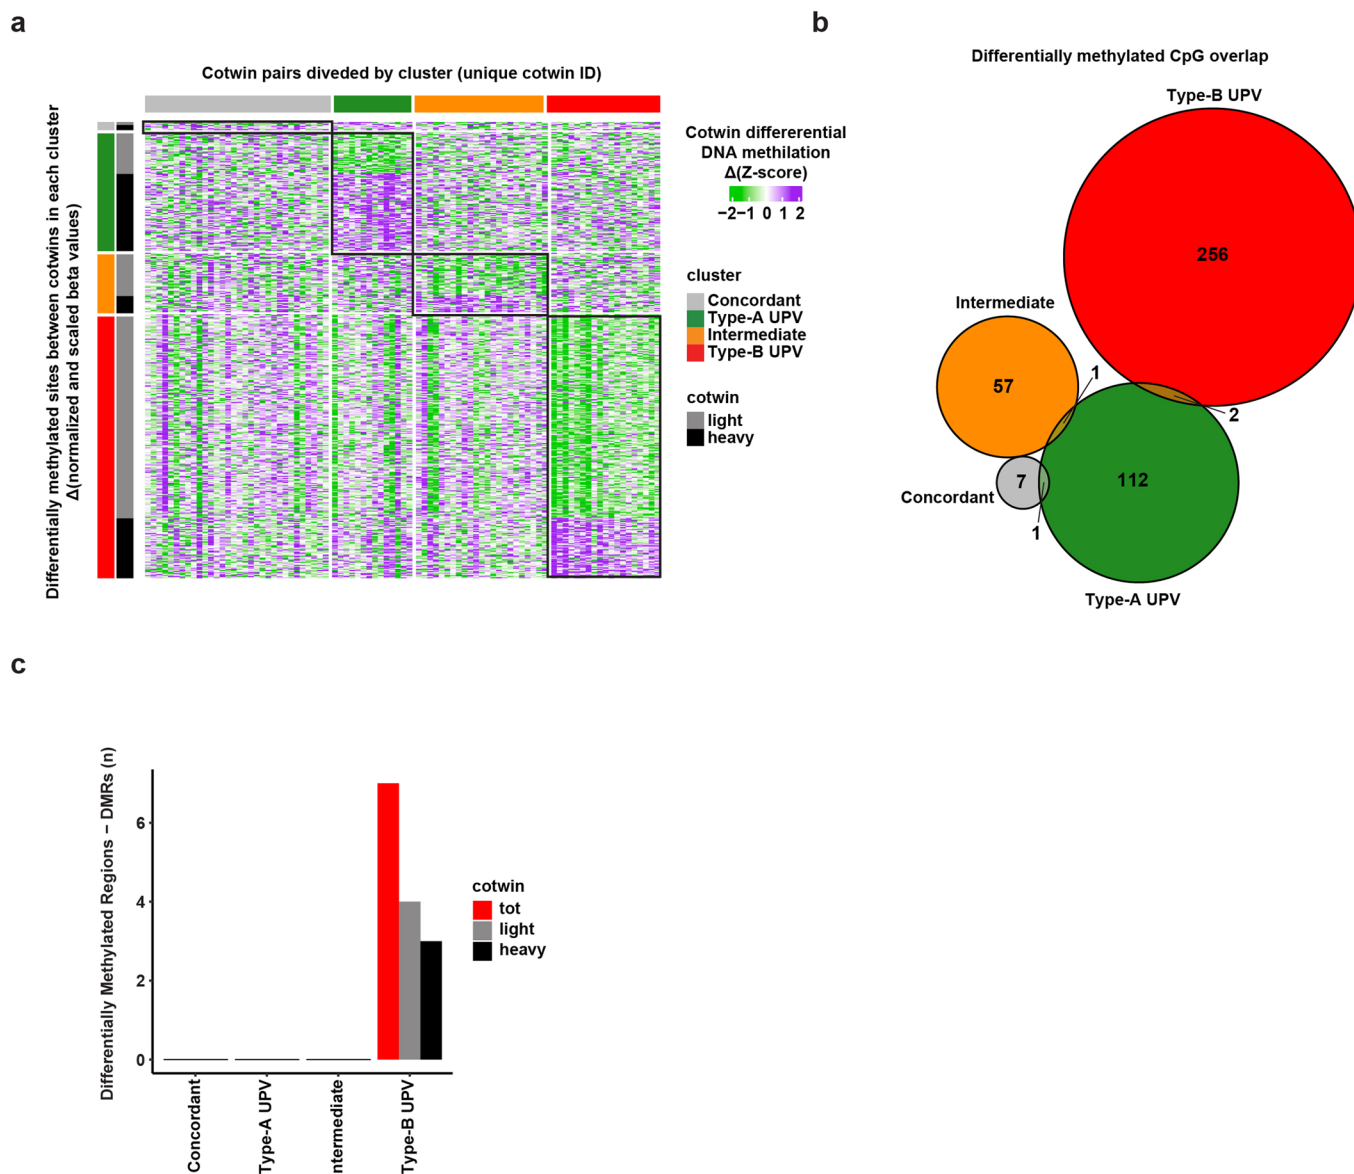 a
Cotwin pairs diveded by cluster (unique cotwin ID)
Differentially methylated sites between cotwins in each cluster
Δ(normalized and scaled beta values)
Cotwin differerential
DNA methilation
Δ(Z-score)
−2−1 0 1 2
cluster
Concordant
Type-A UPV
Intermediate
Type-B UPV
cotwin
light
heavy
b
Differentially methylated CpG overlap
Type-B UPV
256
Intermediate
57
1
2
7
112
Concordant
1
Type-A UPV
c
Differentially Methylated Regions − DMRs (n)
6
4
2
0
cotwin
tot
light
heavy
Concordant
Type-A UPV
ntermediate
Type-B UPV